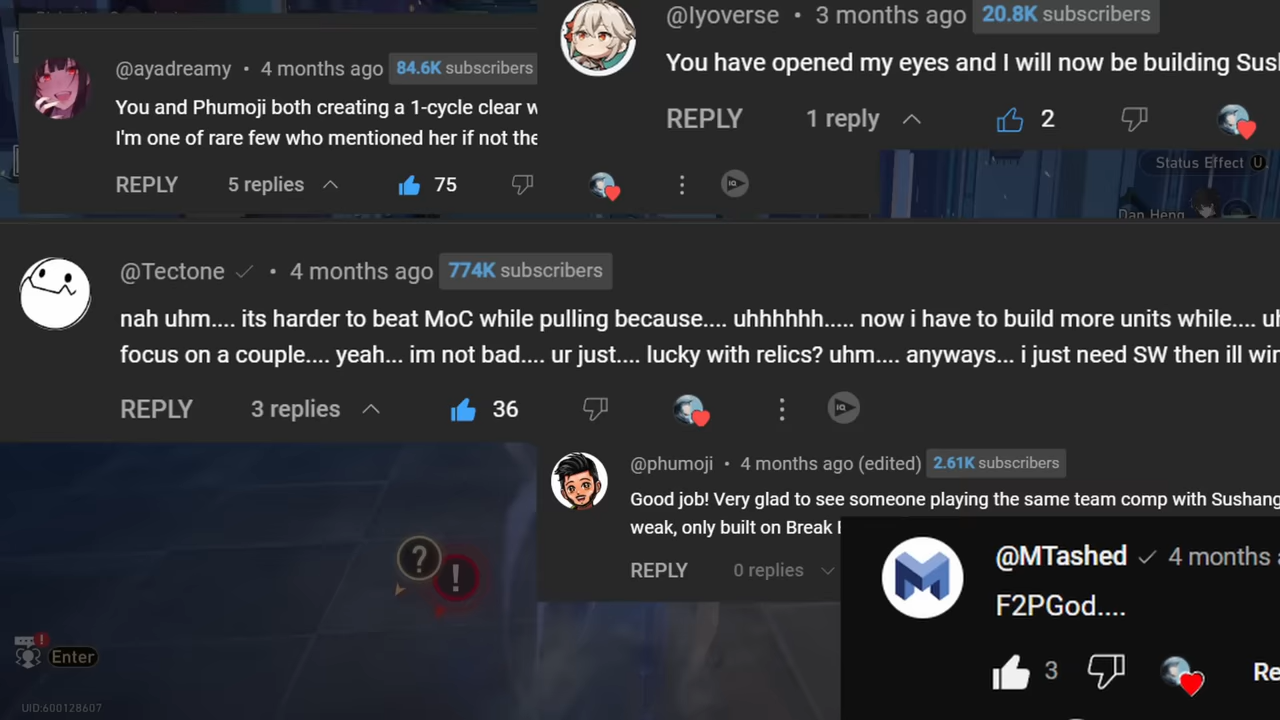 @ayadreamy • 4 months ago 84.6K subscribers
You and Phumoji both creating a 1-cycle clear w
I'm one of rare few who mentioned her if not the
REPLY 5 replies 75
@Iyoverse • 3 months ago 20.8K subscribers
You have opened my eyes and I will now be building Sus
REPLY 1 reply 2
Status Effect U
Dan Heng
@Tectone • 4 months ago 774K subscribers
nah uhm.... its harder to beat MoC while pulling because.... uhhhhhh..... now i have to build more units while.... u
focus on a couple.... yeah... im not bad.... ur just.... lucky with relics? uhm.... anyways... i just need SW then ill wi
REPLY 3 replies 36
@phumoji • 4 months ago (edited) 2.61K subscribers
Good job! Very glad to see someone playing the same team comp with Sushang
weak, only built on Break
REPLY 0 replies
@MTashed 4 months
F2PGod....
3 Re
? !
Enter
UID:600128607